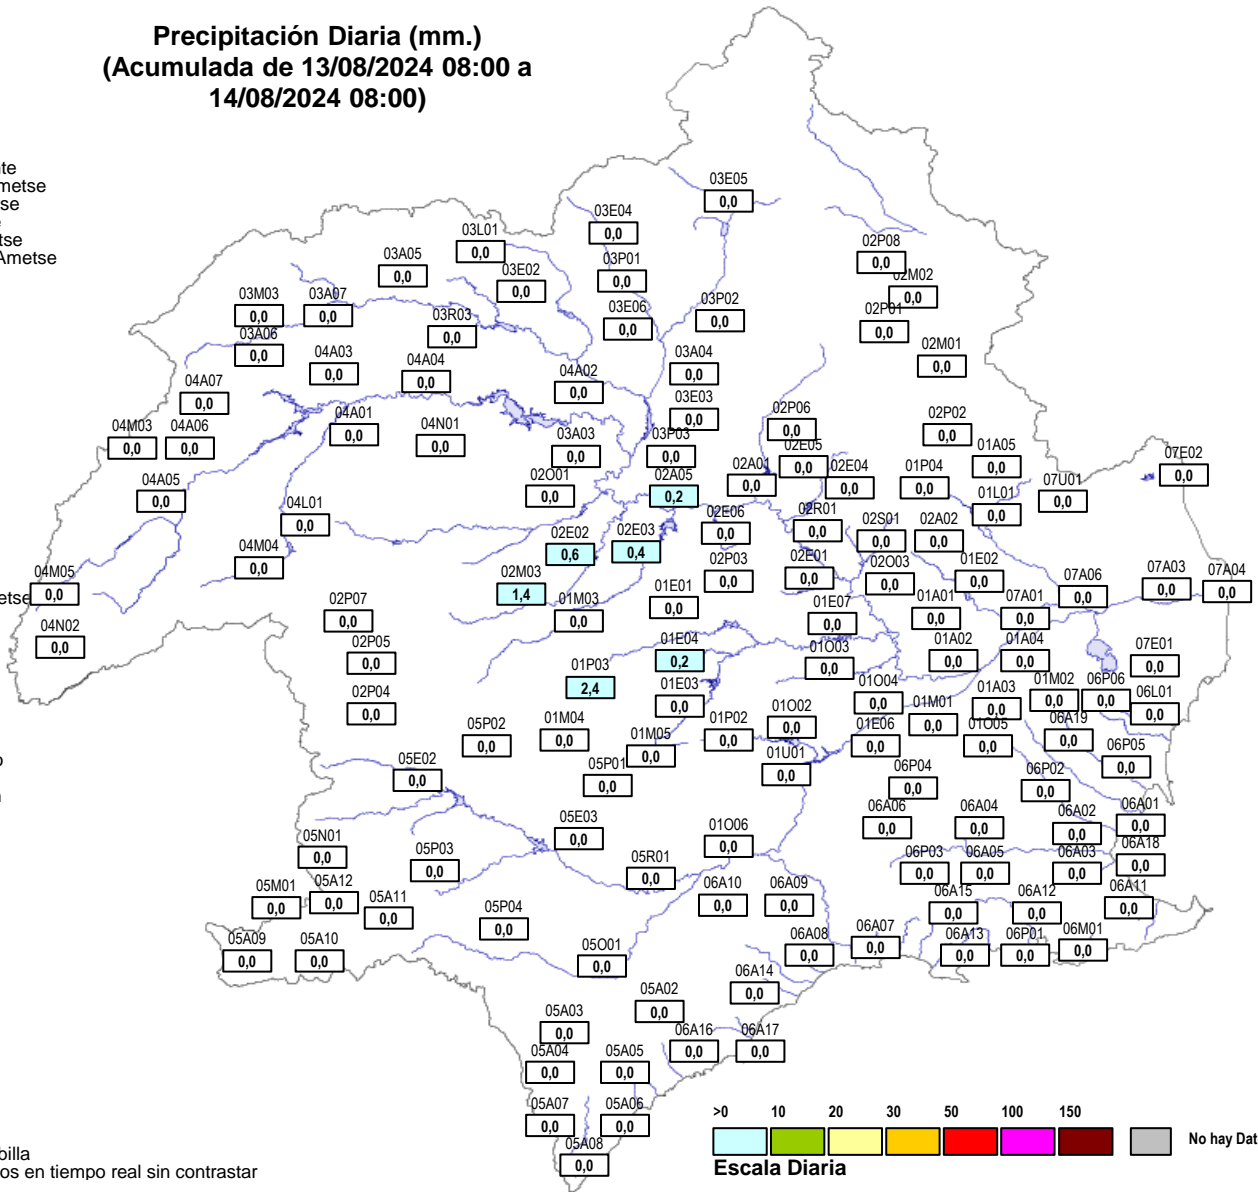 Precipitación Diaria (mm.)
(Acumulada de 13/08/2024 08:00 a
14/08/2024 08:00)
nte
metse
tse
e
tse
Ametse
etse
o
n
billa
os en tiempo real sin contrastar
03E05
0,0
03E04
0,0
03L01
0,0
03A05
0,0
03P01
0,0
03E02
0,0
02P08
0,0
02M02
0,0
03M03
0,0
03A07
0,0
03R03
0,0
03E06
0,0
03P02
0,0
02P01
0,0
03A06
0,0
04A03
0,0
04A04
0,0
03A04
0,0
02M01
0,0
04A07
0,0
04A02
0,0
03E03
0,0
04M03
0,0
04A06
0,0
04A01
0,0
04N01
0,0
03A03
0,0
03P03
0,0
02P06
0,0
02P02
0,0
02E05
0,0
01A05
0,0
07E02
0,0
04A05
0,0
02O01
0,0
02A05
0,2
02A01
0,0
02E04
0,0
01P04
0,0
07U01
0,0
04L01
0,0
01L01
0,0
02E06
0,0
02R01
0,0
02S01
0,0
02A02
0,0
02E02
0,6
02E03
0,4
04M04
0,0
04M05
0,0
02M03
1,4
02P03
0,0
02E01
0,0
02O03
0,0
01E02
0,0
07A06
0,0
07A03
0,0
07A04
0,0
01M03
0,0
01E01
0,0
02P07
0,0
01E07
0,0
01A01
0,0
07A01
0,0
04N02
0,0
02P05
0,0
01E04
0,2
01O03
0,0
01A02
0,0
01A04
0,0
07E01
0,0
01P03
2,4
01E03
0,0
02P04
0,0
01O04
0,0
01A03
0,0
01M02
0,0
06P06
0,0
06L01
0,0
05P02
0,0
01M04
0,0
01M05
0,0
01P02
0,0
01O02
0,0
01M01
0,0
01E06
0,0
01O05
0,0
06A19
0,0
05E02
0,0
05P01
0,0
01U01
0,0
06P04
0,0
06P02
0,0
06P05
0,0
05E03
0,0
01O06
0,0
06A06
0,0
06A04
0,0
06A02
0,0
06A01
0,0
05N01
0,0
05P03
0,0
05R01
0,0
06P03
0,0
06A05
0,0
06A03
0,0
06A18
0,0
05M01
0,0
05A12
0,0
05A11
0,0
06A10
0,0
06A09
0,0
06A15
0,0
06A12
0,0
06A11
0,0
05P04
0,0
05A09
0,0
05A10
0,0
05O01
0,0
06A08
0,0
06A07
0,0
06A13
0,0
06P01
0,0
06M01
0,0
06A14
0,0
05A02
0,0
05A03
0,0
06A16
0,0
06A17
0,0
05A04
0,0
05A05
0,0
05A07
0,0
05A06
0,0
05A08
0,0
>0 10 20 30 50 100 150
No hay Dat
Escala Diaria